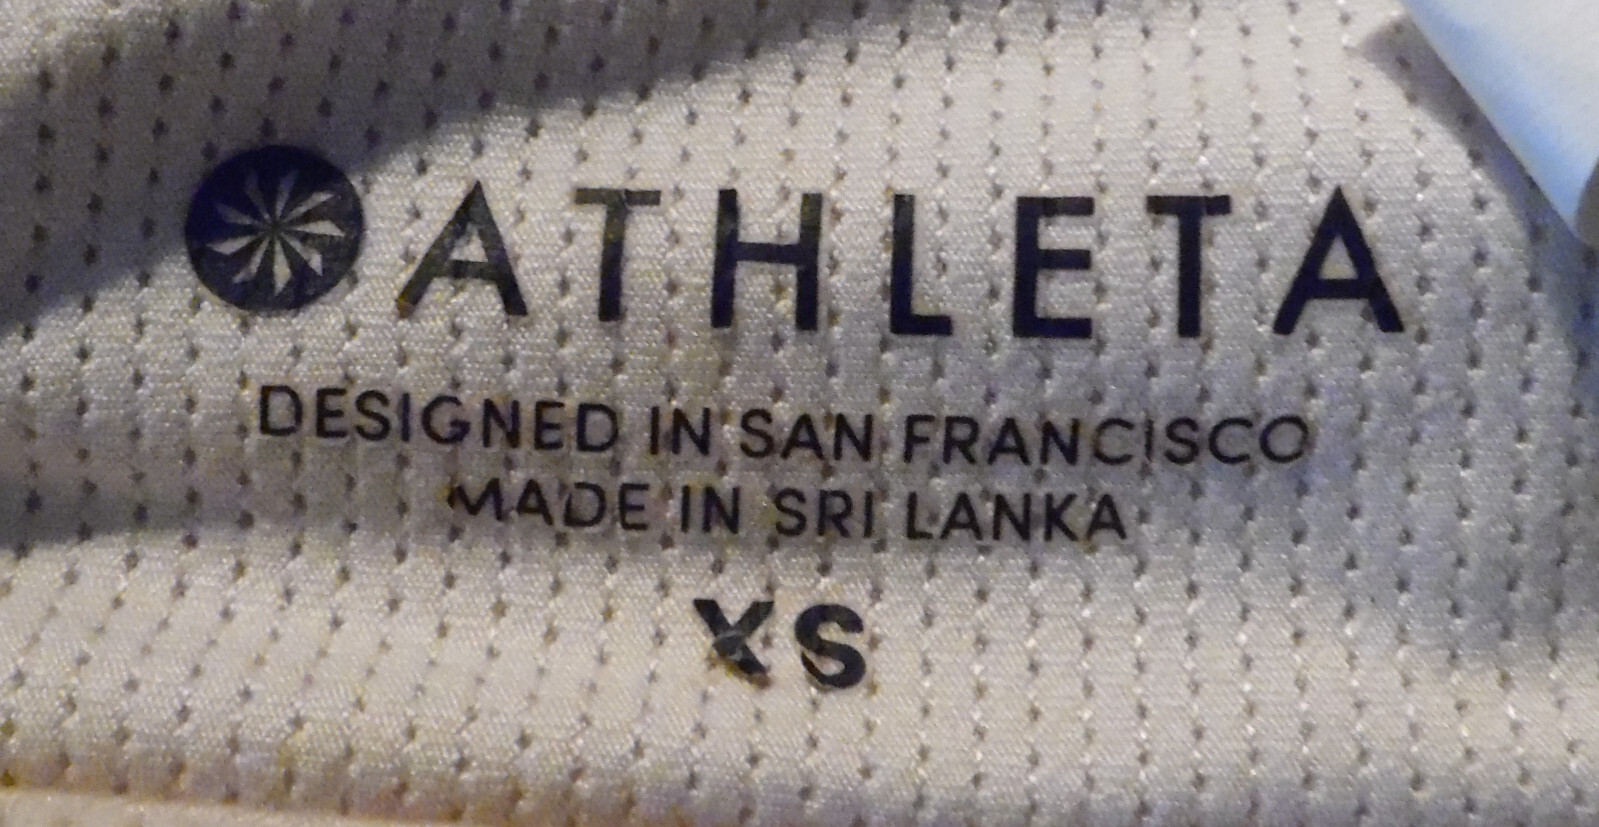 ATHLETA
DESIGNED IN SAN FRANCISCO
MADE IN SRI LANKA
XS